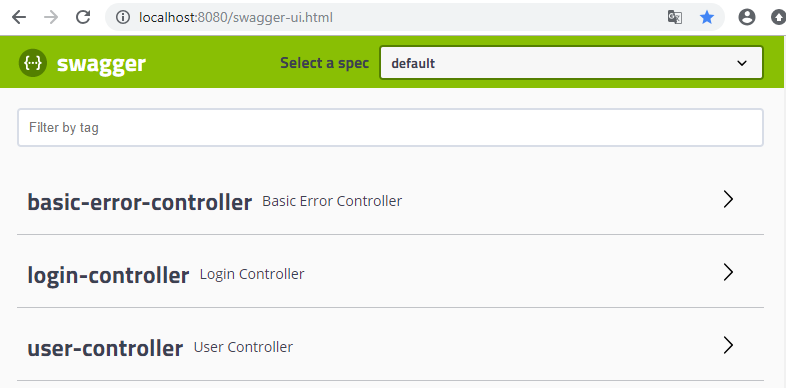 localhost:8080/swagger-ui.html
{··} swagger Select a spec default
Filter by tag
basic-error-controller Basic Error Controller
login-controller Login Controller
user-controller User Controller